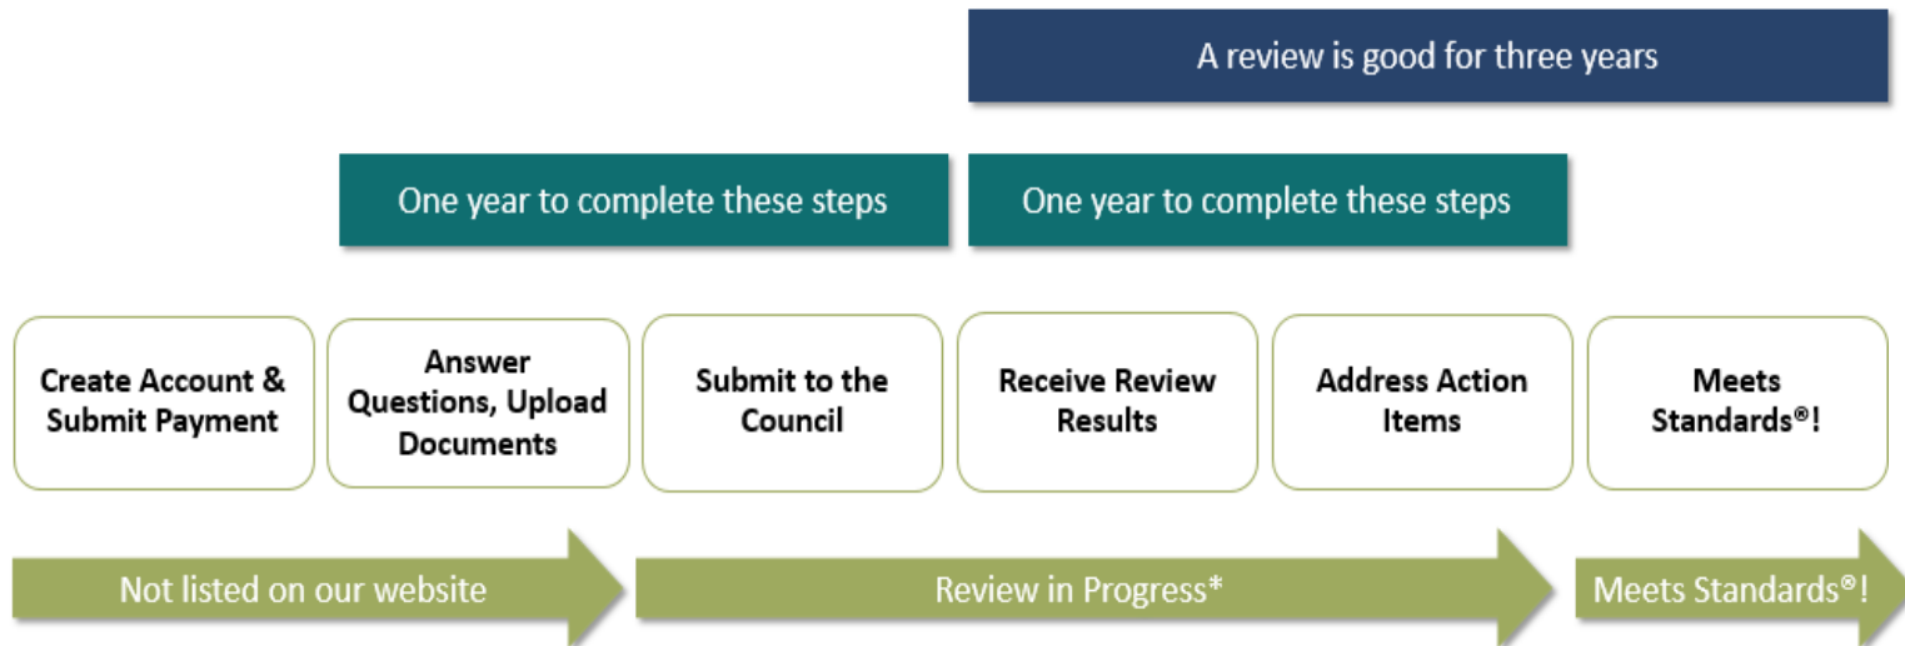 A review is good for three years
One year to complete these steps
One year to complete these steps
Create Account &
Submit Payment
Answer
Questions, Upload
Documents
Submit to the
Council
Receive Review
Results
Address Action
Items
Meets
Standards®!
Not listed on our website
Review in Progress*
Meets Standards®!